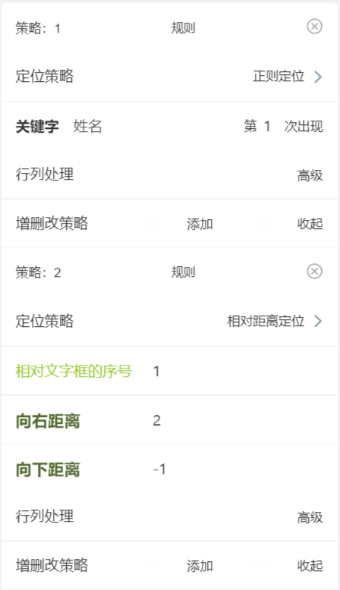 策略：1 规则
定位策略 正则定位
关键字 姓名 第 1 次出现
行列处理 高级
增删改策略 添加 收起
策略：2 规则
定位策略 相对距离定位
相对文字框的序号 1
向右距离 2
向下距离 -1
行列处理 高级
增删改策略 添加 收起